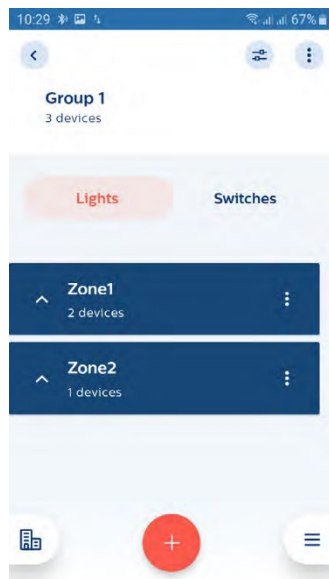 10:29 67%
Group 1
3 devices
Lights Switches
Zone1
2 devices
Zone2
1 devices